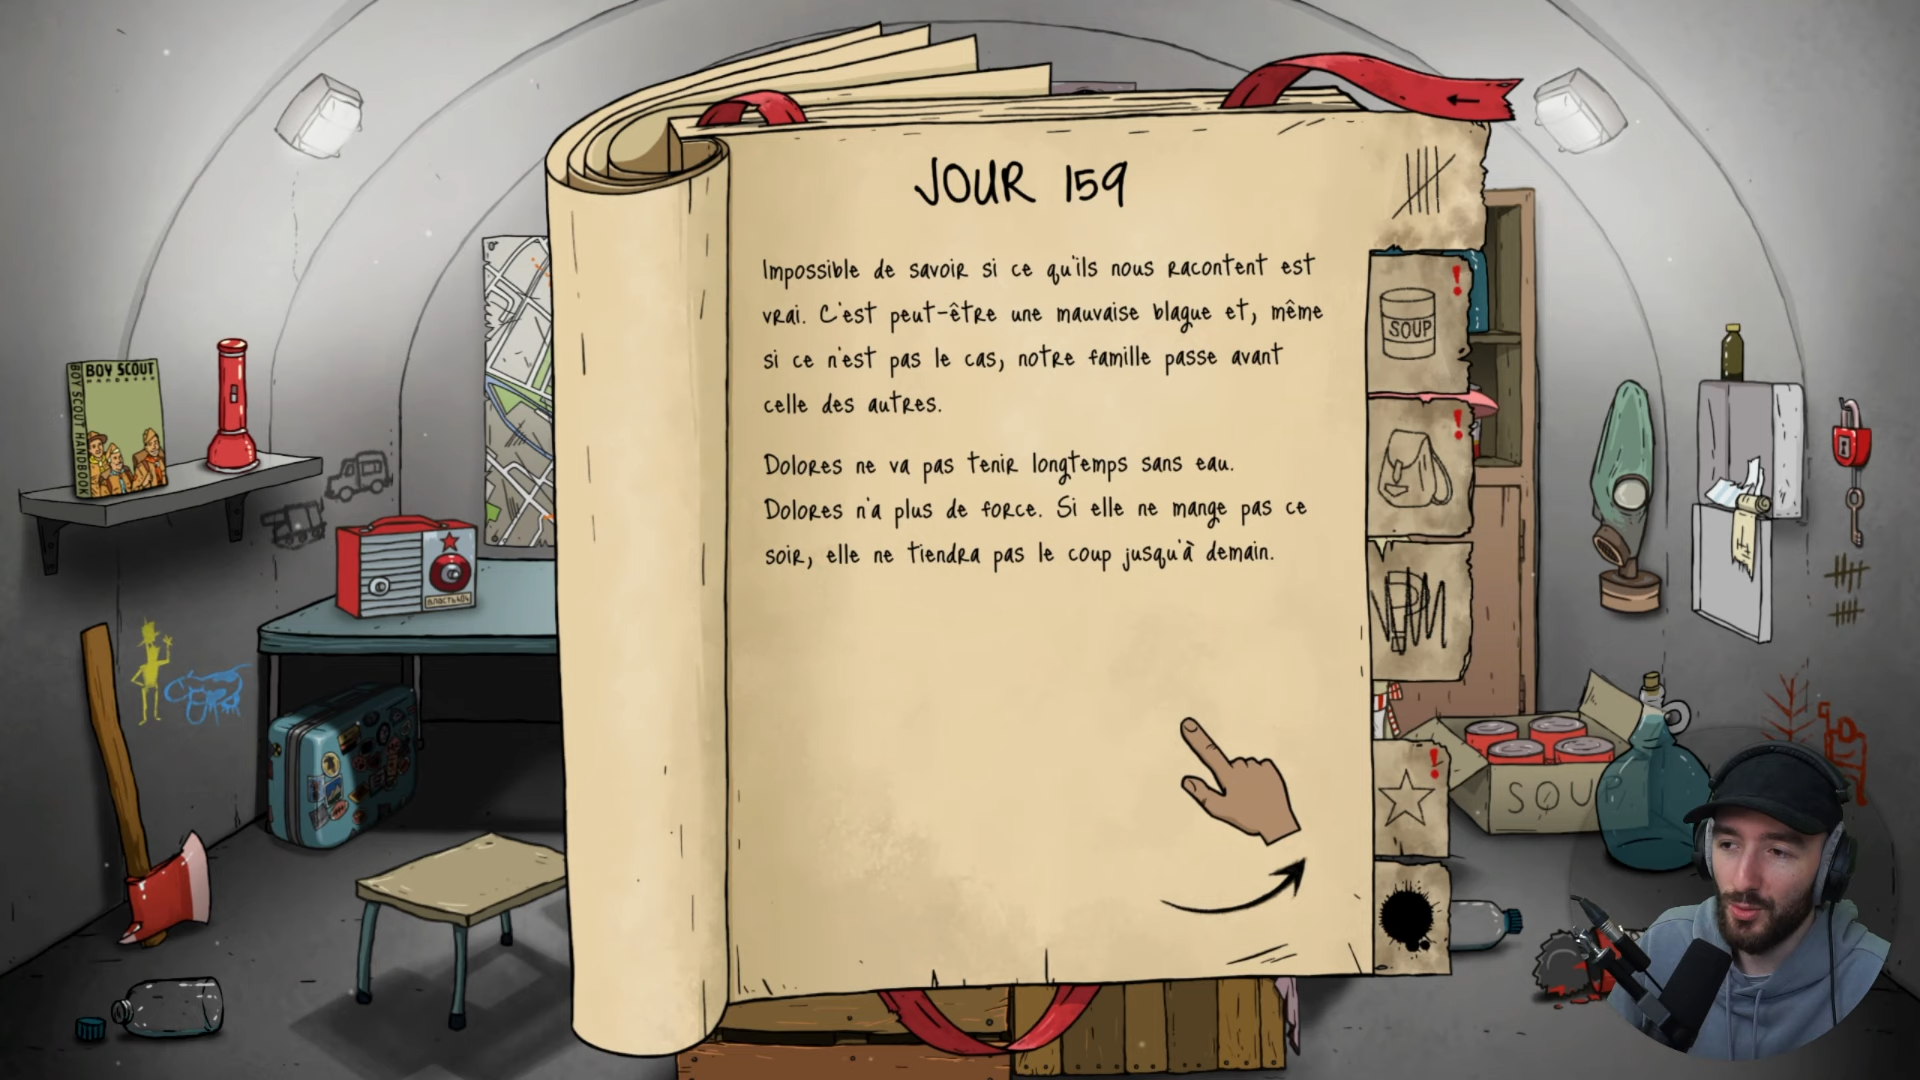 JOUR 159
Impossible de savoir si ce qu'ils nous racontent est
vrai. C'est peut-être une mauvaise blague et, même
si ce n'est pas le cas, notre famille passe avant
celle des autres.
Dolores ne va pas tenir longtemps sans eau.
Dolores n'a plus de force. Si elle ne mange pas ce
soir, elle ne tiendra pas le coup jusqu'à demain.
SOUP
BOY SCOUT
HANDBOOK
BOY SCOUT HANDBOOK
SOUP